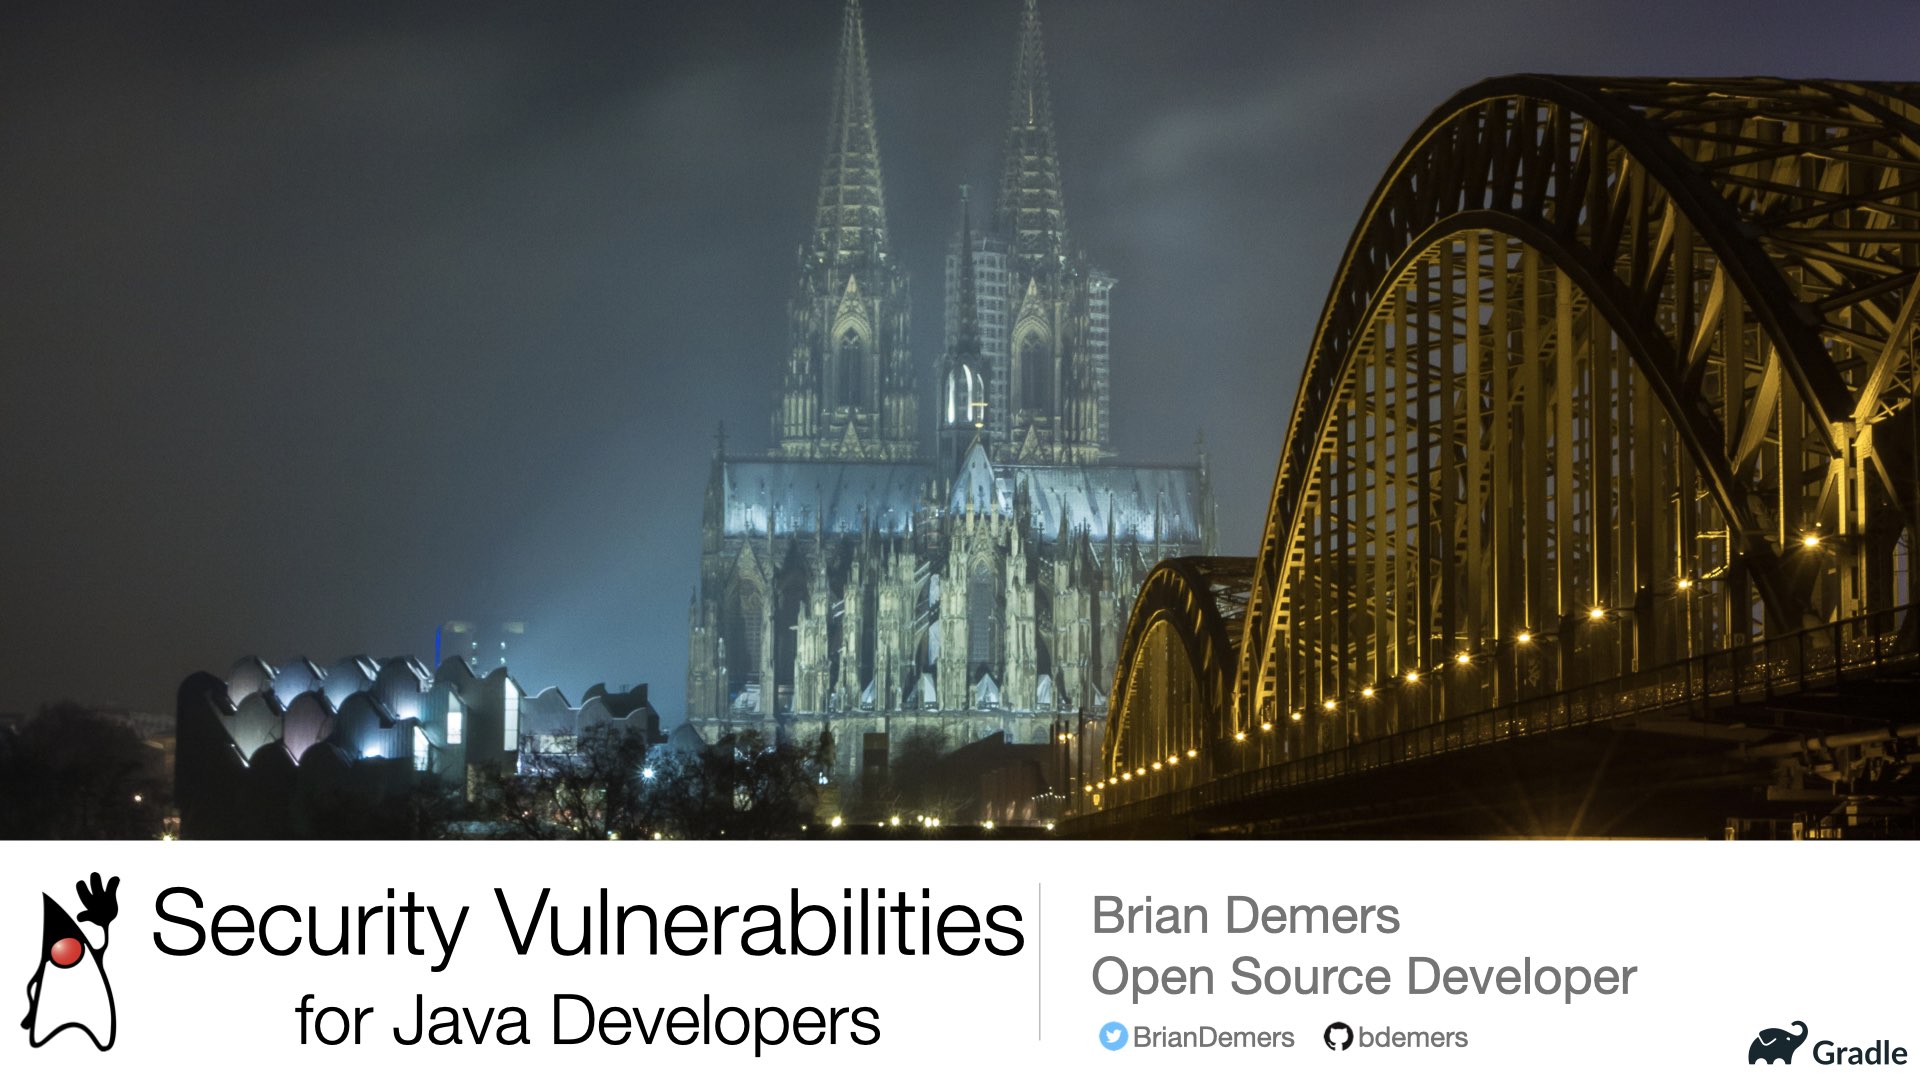 Security Vulnerabilities
for Java Developers
Brian Demers
Open Source Developer
BrianDemers bdemers
Gradle